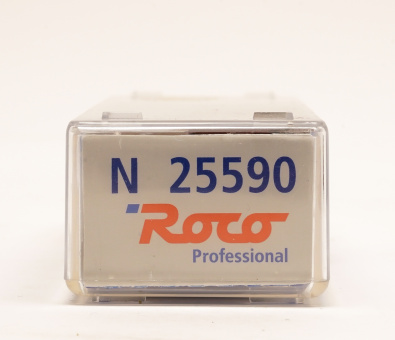 N 25590
Roco
Professional